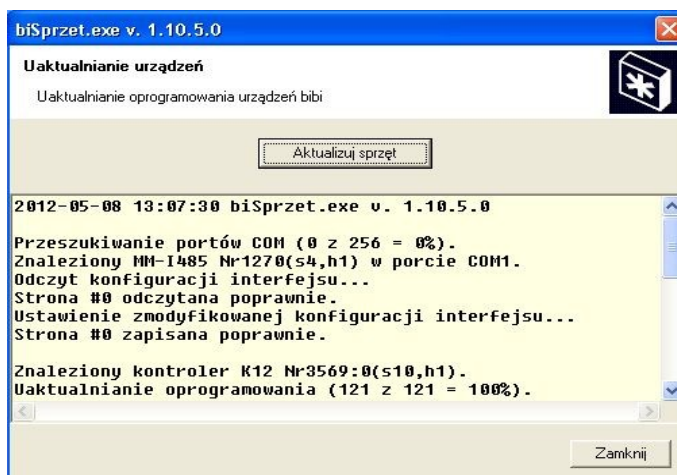 biSprzet.exe v. 1.10.5.0
Uaktualnianie urządzeń
Uaktualnianie oprogramowania urządzeń bibi
Aktualizuj sprzęt
2012-05-08 13:07:30 biSprzet.exe v. 1.10.5.0
Przeszukiwanie portów COM (0 z 256 = 0%).
Znaleziony MM-I485 Nr1270(s4,h1) w porcie COM1.
Odczyt konfiguracji interfejsu...
Strona #0 odczytana poprawnie.
Ustawienie zmodyfikowanej konfiguracji interfejsu...
Strona #0 zapisana poprawnie.
Znaleziony kontroler K12 Nr3569:0(s10,h1).
Uaktualnianie oprogramowania (121 z 121 = 100%).
Zamknij